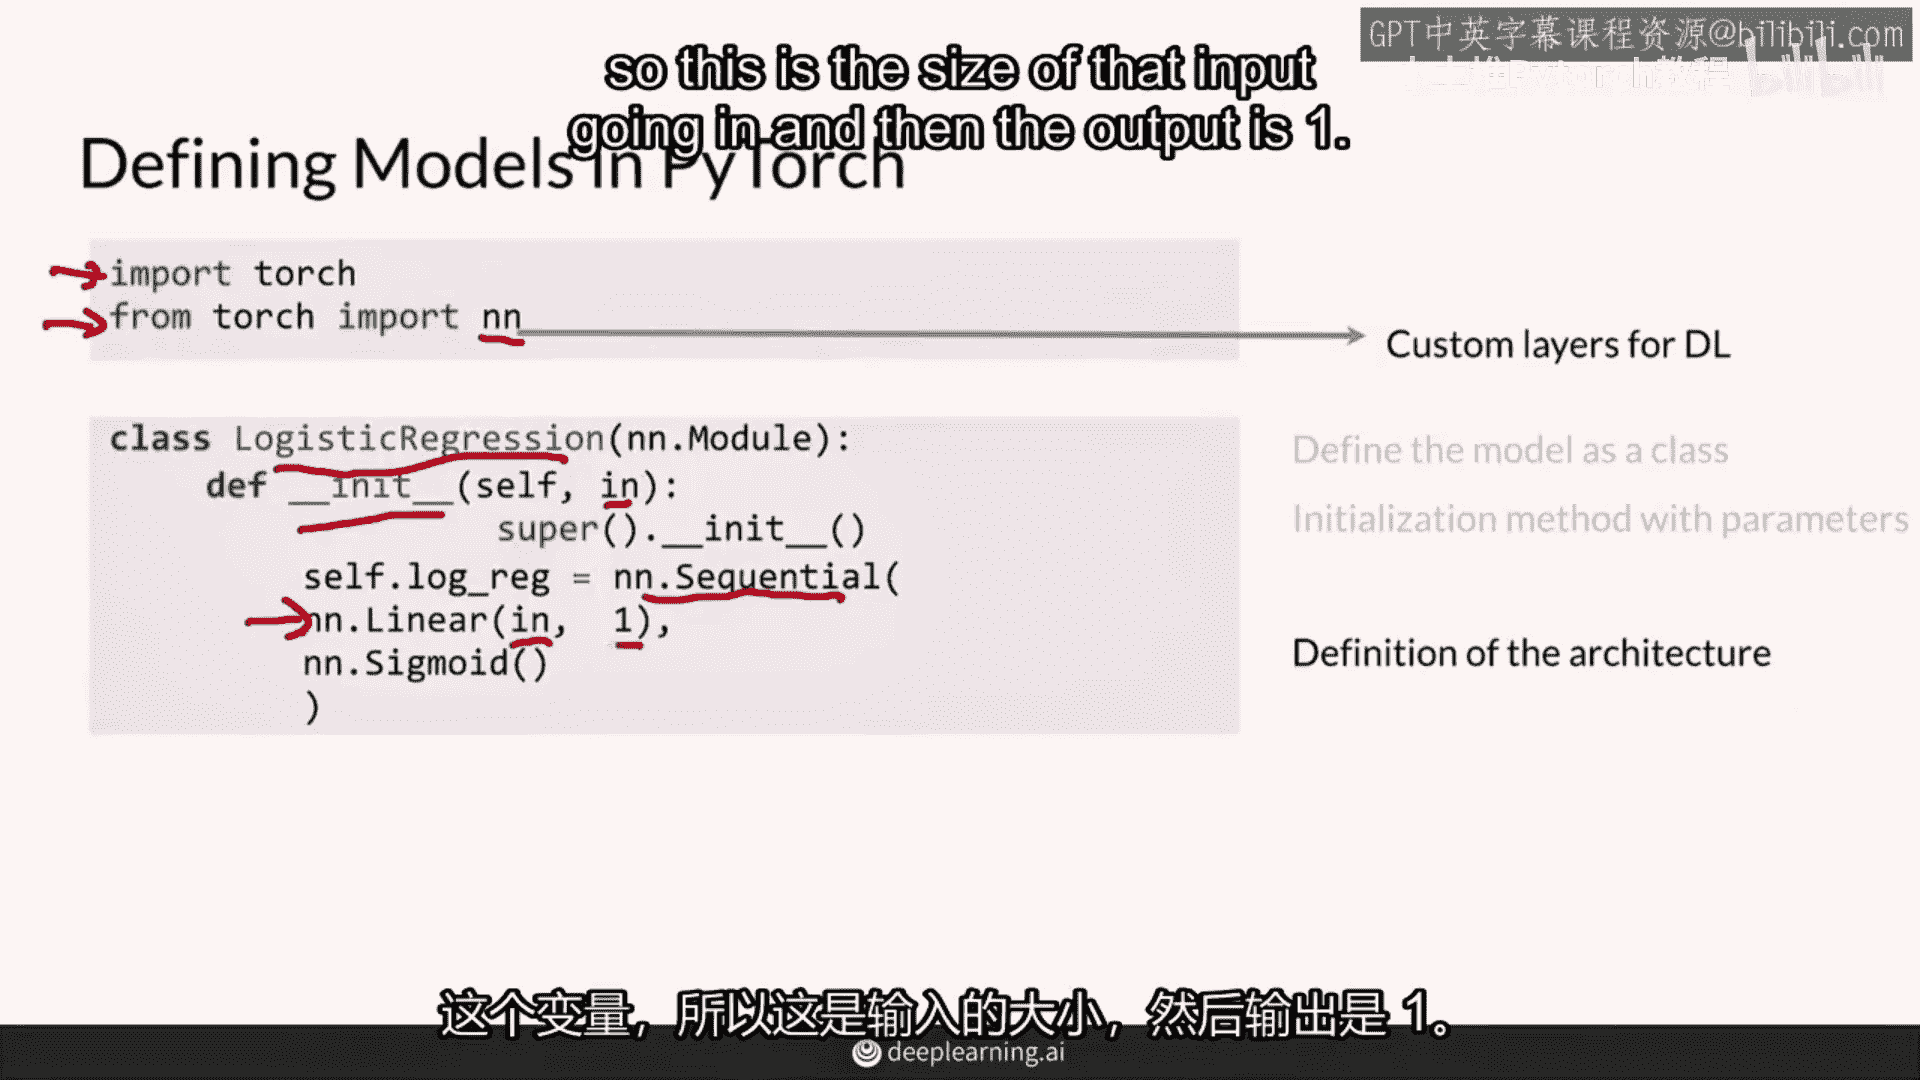 GPT中英字幕课程资源@bilibili.com
so this is the size of that input
going in and then the output is 1.
Defining Models in PyTorch
import torch
from torch import nn
Custom layers for DL
class LogisticRegression(nn.Module):
def __init__(self, in):
super().__init__()
self.log_reg = nn.Sequential(
nn.Linear(in, 1),
nn.Sigmoid()
)
Define the model as a class
Initialization method with parameters
Definition of the architecture
这个变量，所以这是输入的大小，然后输出是 1。
deeplearning.ai